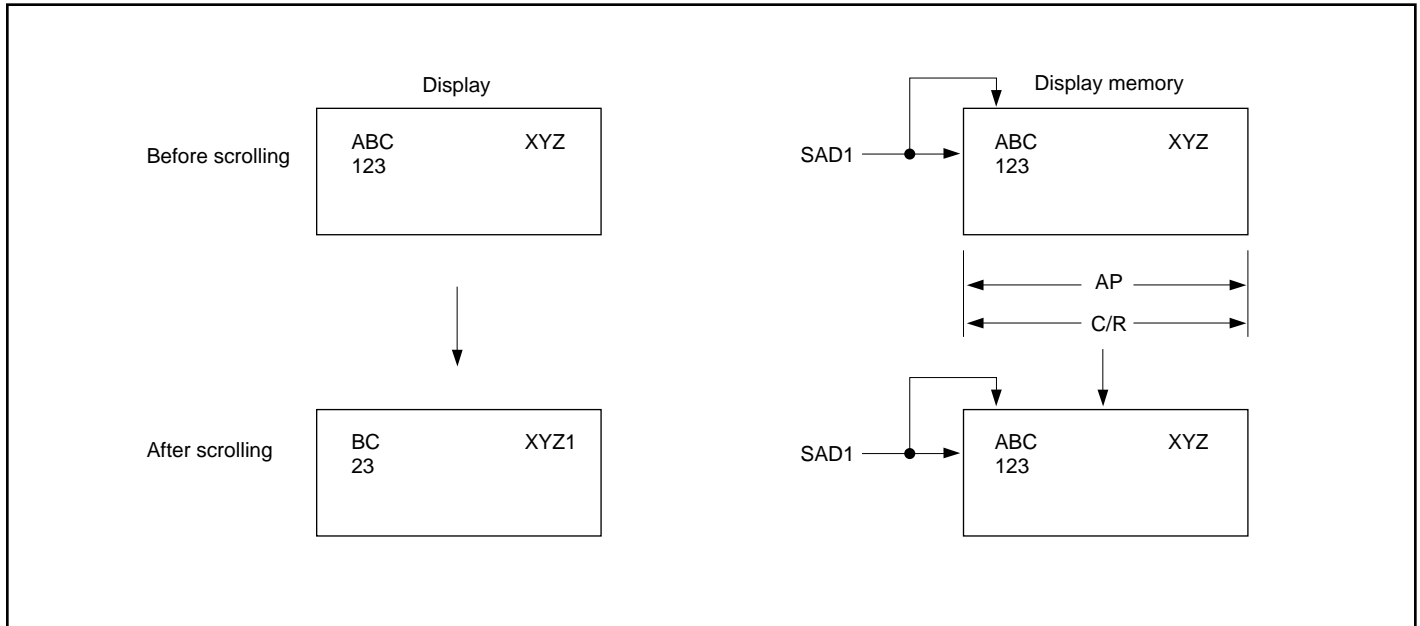 Display
Display memory
Before scrolling
ABC XYZ
123
SAD1
ABC XYZ
123
AP
C/R
After scrolling
BC XYZ1
23
SAD1
ABC XYZ
123